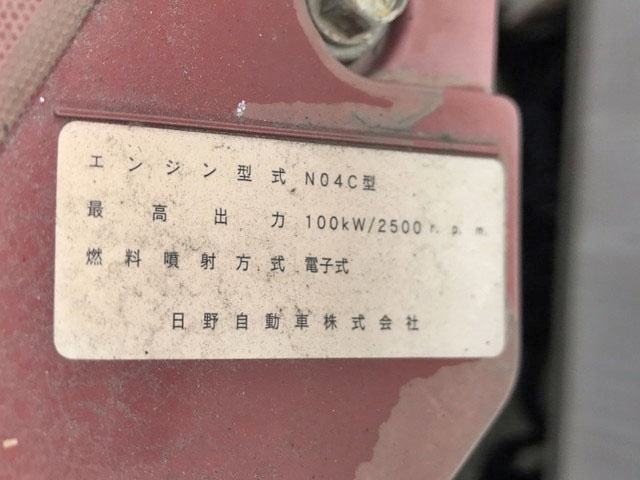 エンジン型式 N04C型
最高出力 100kW/2500 r.p.m.
燃料噴射方式 電子式
日野自動車株式会社